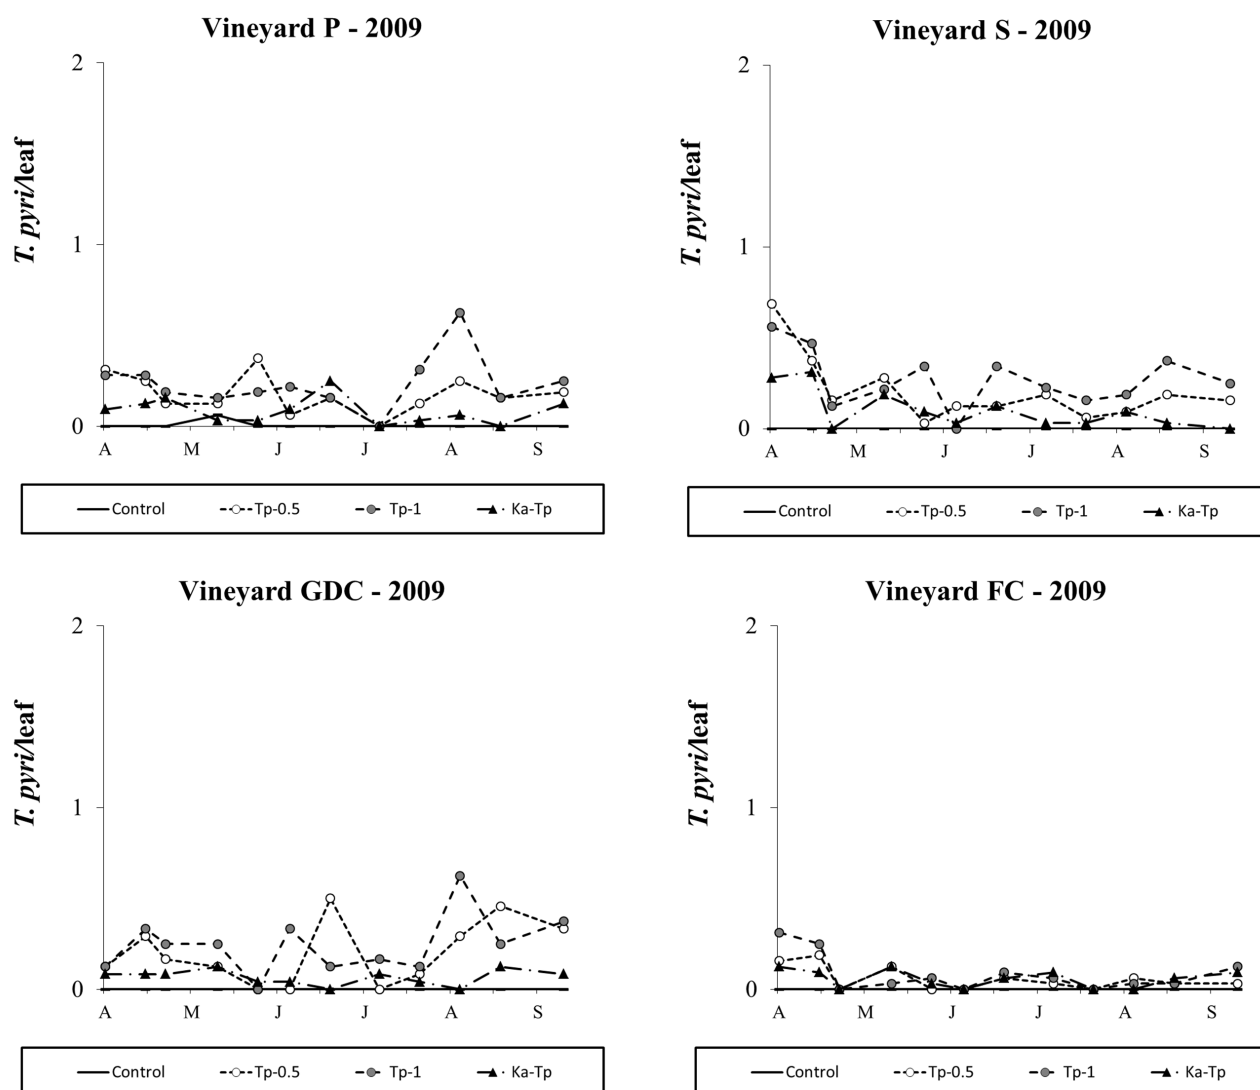 Vineyard P - 2009
2
1
0
T. pyri/leaf
A M J J A S
Control Tp-0.5 Tp-1 Ka-Tp
Vineyard S - 2009
2
1
0
T. pyri/leaf
A M J J A S
Control Tp-0.5 Tp-1 Ka-Tp
Vineyard GDC - 2009
2
1
0
T. pyri/leaf
A M J J A S
Control Tp-0.5 Tp-1 Ka-Tp
Vineyard FC - 2009
2
1
0
T. pyri/leaf
A M J J A S
Control Tp-0.5 Tp-1 Ka-Tp